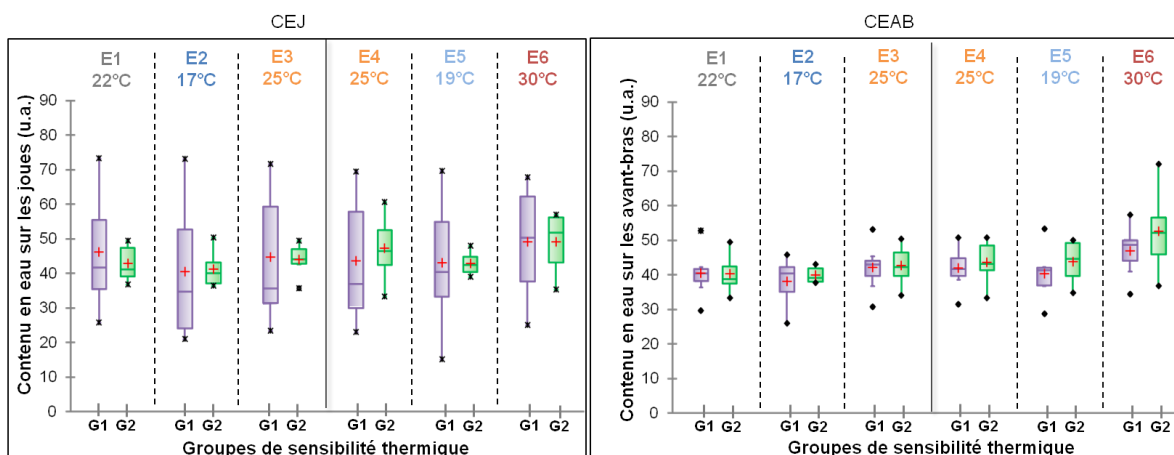 CEJ
E1 E2 E3 E4 E5 E6
22°C 17°C 25°C 25°C 19°C 30°C
Contenu en eau sur les joues (u.a.)
90
80
70
60
50
40
30
20
10
0
G1 G2 G1 G2 G1 G2 G1 G2 G1 G2 G1 G2
Groupes de sensibilité thermique
CEAB
E1 E2 E3 E4 E5 E6
22°C 17°C 25°C 25°C 19°C 30°C
Contenu en eau sur les avant-bras (u.a.)
90
80
70
60
50
40
30
20
10
0
G1 G2 G1 G2 G1 G2 G1 G2 G1 G2 G1 G2
Groupes de sensibilité thermique